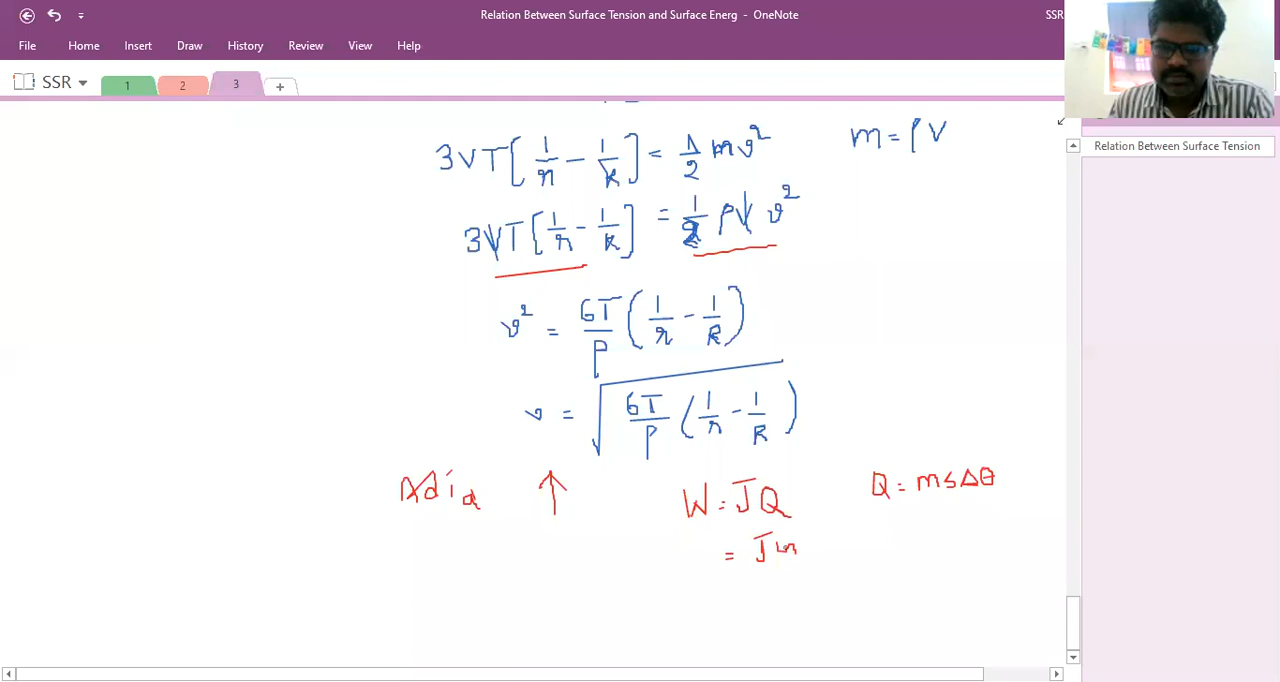 Relation Between Surface Tension and Surface Energ - OneNote
SSR
File Home Insert Draw History Review View Help
SSR 1 2 3 +
Relation Between Surface Tension
3VT[1/r - 1/R] = 1/2 mv² m = ρV
3VT[1/r - 1/R] = 1/2 ρV v²
v² = 6T/ρ (1/r - 1/R)
v = √(6T/ρ (1/r - 1/R))
W = JQ Q = msΔθ
= Jm